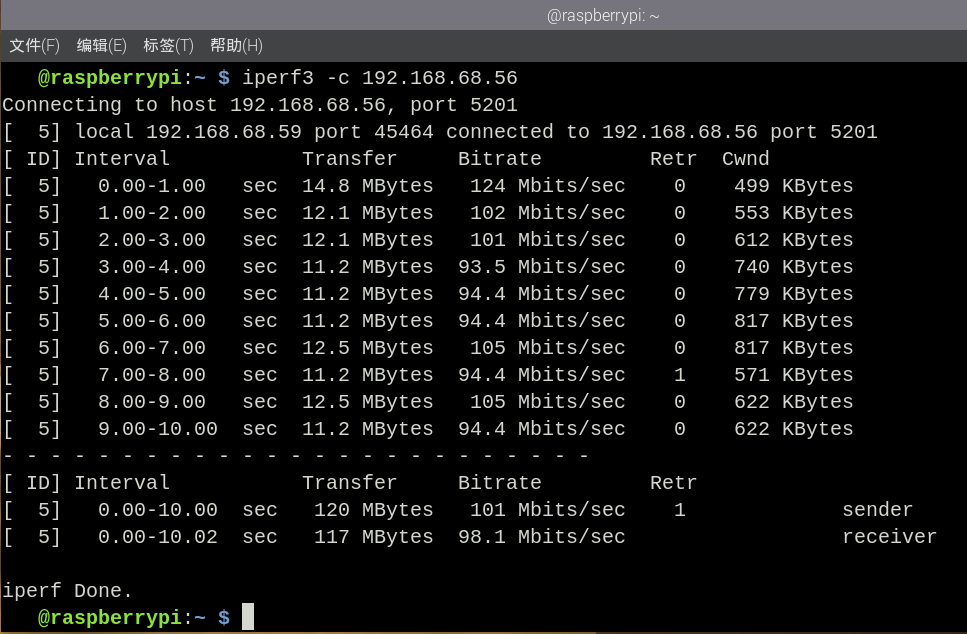 @raspberrypi: ~
文件(F) 编辑(E) 标签(T) 帮助(H)
@raspberrypi:~ $ iperf3 -c 192.168.68.56
Connecting to host 192.168.68.56, port 5201
[  5] local 192.168.68.59 port 45464 connected to 192.168.68.56 port 5201
[ ID] Interval           Transfer     Bitrate         Retr  Cwnd
[  5]   0.00-1.00   sec  14.8 MBytes   124 Mbits/sec    0    499 KBytes
[  5]   1.00-2.00   sec  12.1 MBytes   102 Mbits/sec    0    553 KBytes
[  5]   2.00-3.00   sec  12.1 MBytes   101 Mbits/sec    0    612 KBytes
[  5]   3.00-4.00   sec  11.2 MBytes  93.5 Mbits/sec    0    740 KBytes
[  5]   4.00-5.00   sec  11.2 MBytes  94.4 Mbits/sec    0    779 KBytes
[  5]   5.00-6.00   sec  11.2 MBytes  94.4 Mbits/sec    0    817 KBytes
[  5]   6.00-7.00   sec  12.5 MBytes   105 Mbits/sec    0    817 KBytes
[  5]   7.00-8.00   sec  11.2 MBytes  94.4 Mbits/sec    1    571 KBytes
[  5]   8.00-9.00   sec  12.5 MBytes   105 Mbits/sec    0    622 KBytes
[  5]   9.00-10.00  sec  11.2 MBytes  94.4 Mbits/sec    0    622 KBytes
- - - - - - - - - - - - - - - - - - - - - - - - -
[ ID] Interval           Transfer     Bitrate         Retr
[  5]   0.00-10.00  sec   120 MBytes   101 Mbits/sec    1             sender
[  5]   0.00-10.02  sec   117 MBytes  98.1 Mbits/sec                  receiver
iperf Done.
@raspberrypi:~ $